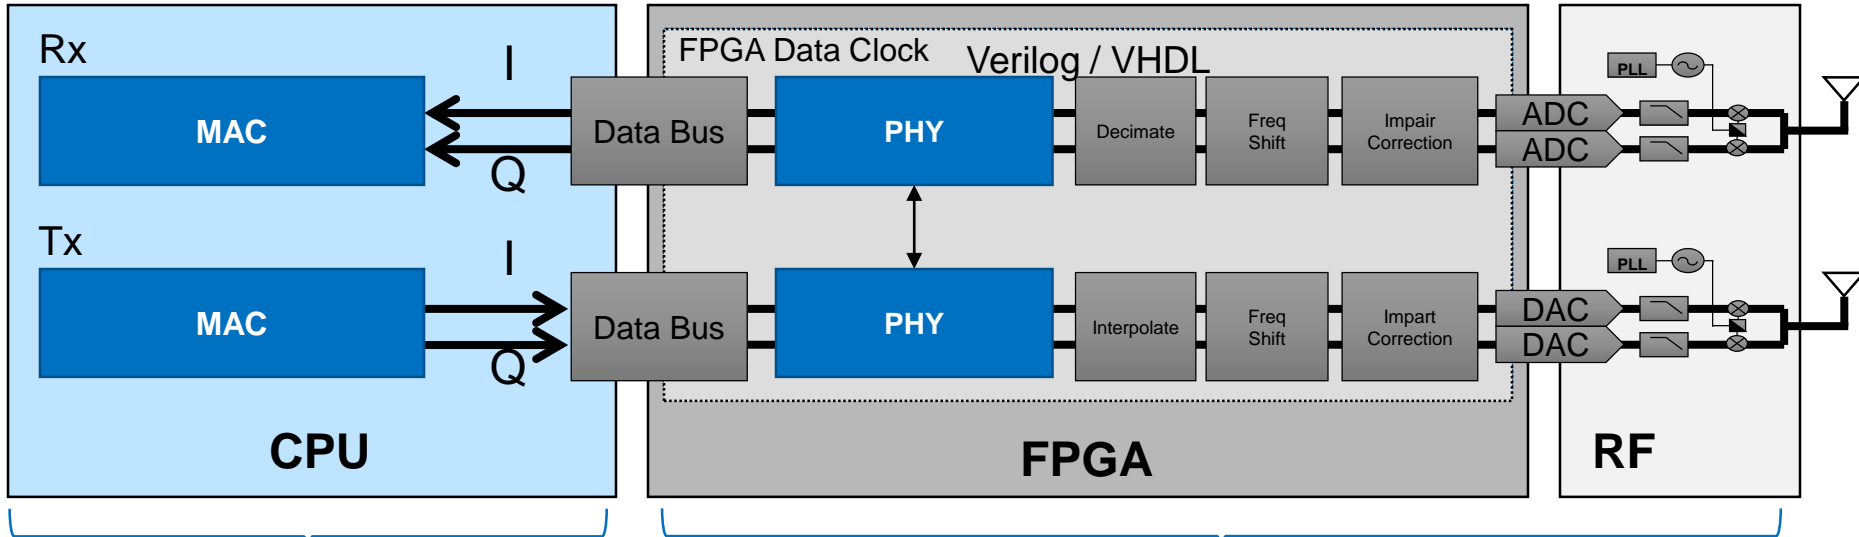 Rx
I
FPGA Data Clock
Verilog / VHDL
PLL
MAC
Data Bus
PHY
Decimate
Freq
Shift
Impair
Correction
ADC
ADC
Q
Tx
I
PLL
MAC
Data Bus
PHY
Interpolate
Freq
Shift
Impart
Correction
DAC
DAC
Q
CPU
FPGA
RF